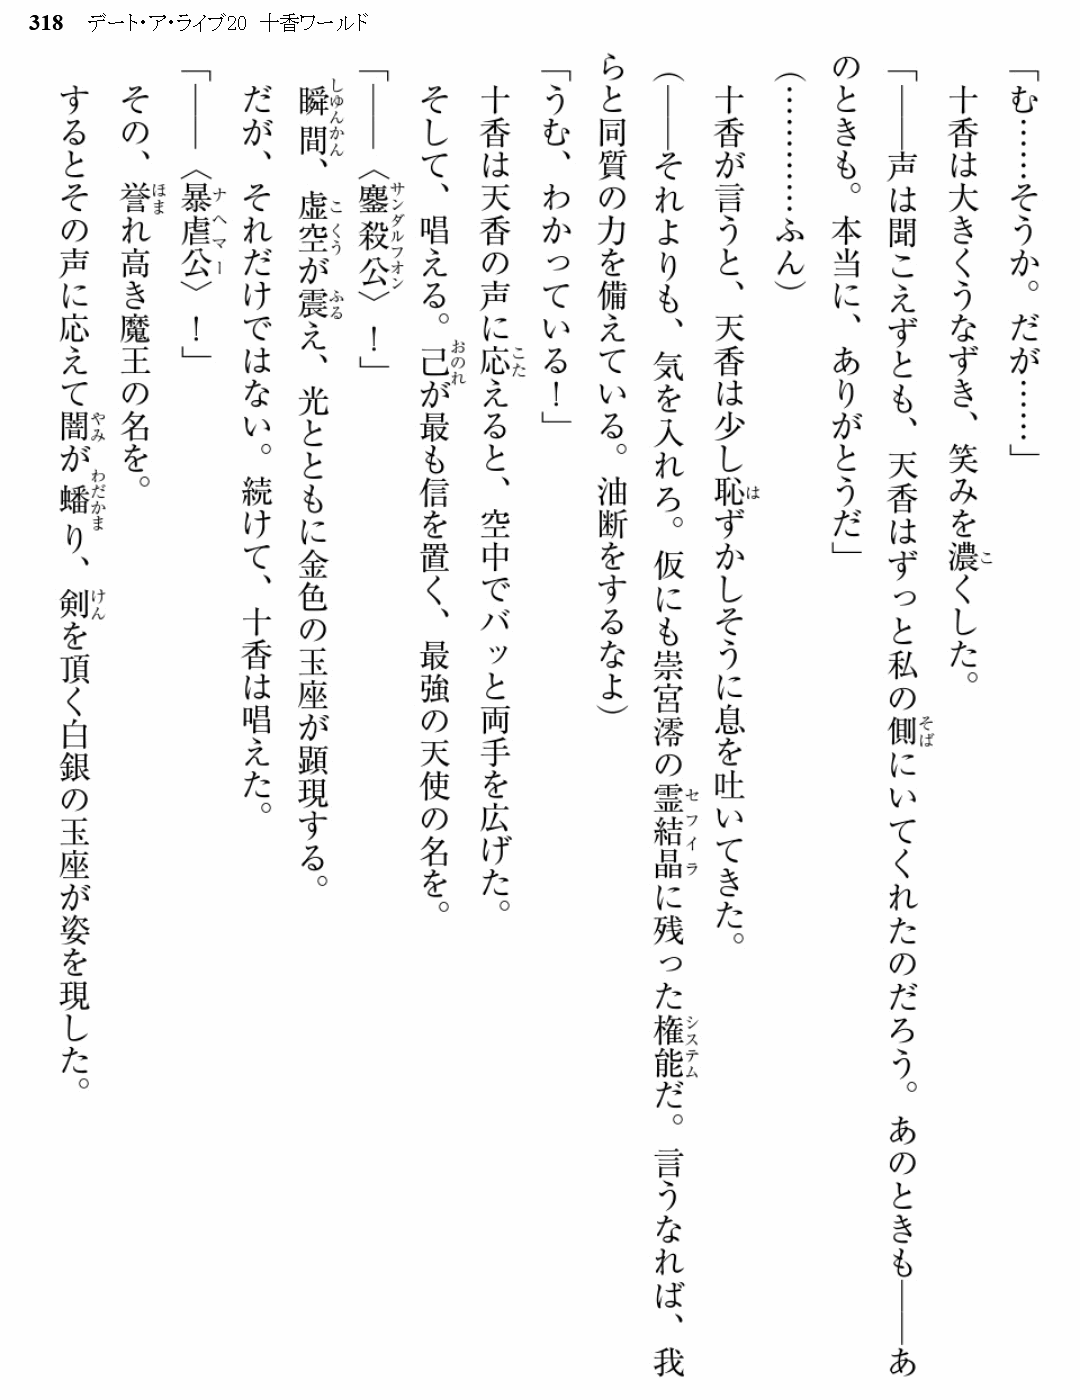 318 デート・ア・ライブ20 十香ワールド
「む……そうか。だが……」
十香は大きくうなずき、笑みを濃くした。
「――声は聞こえずとも、天香はずっと私の側にいてくれたのだろう。あのときも――あ
のときも。本当に、ありがとうだ」
(…………ふん)
十香が言うと、天香は少し恥ずかしそうに息を吐いてきた。
(――それよりも、気を入れろ。仮にも崇宮澪の霊結晶に残った権能だ。言うなれば、我
らと同質の力を備えている。油断をするなよ)
「うむ、わかっている!」
十香は天香の声に応えると、空中でバッと両手を広げた。
そして、唱える。己が最も信を置く、最強の天使の名を。
「――〈鏖殺公〉!」
瞬間、虚空が震え、光とともに金色の玉座が顕現する。
だが、それだけではない。続けて、十香は唱えた。
「――〈暴虐公〉!」
その、誉れ高き魔王の名を。
するとその声に応えて闇が蟠り、剣を頂く白銀の玉座が姿を現した。